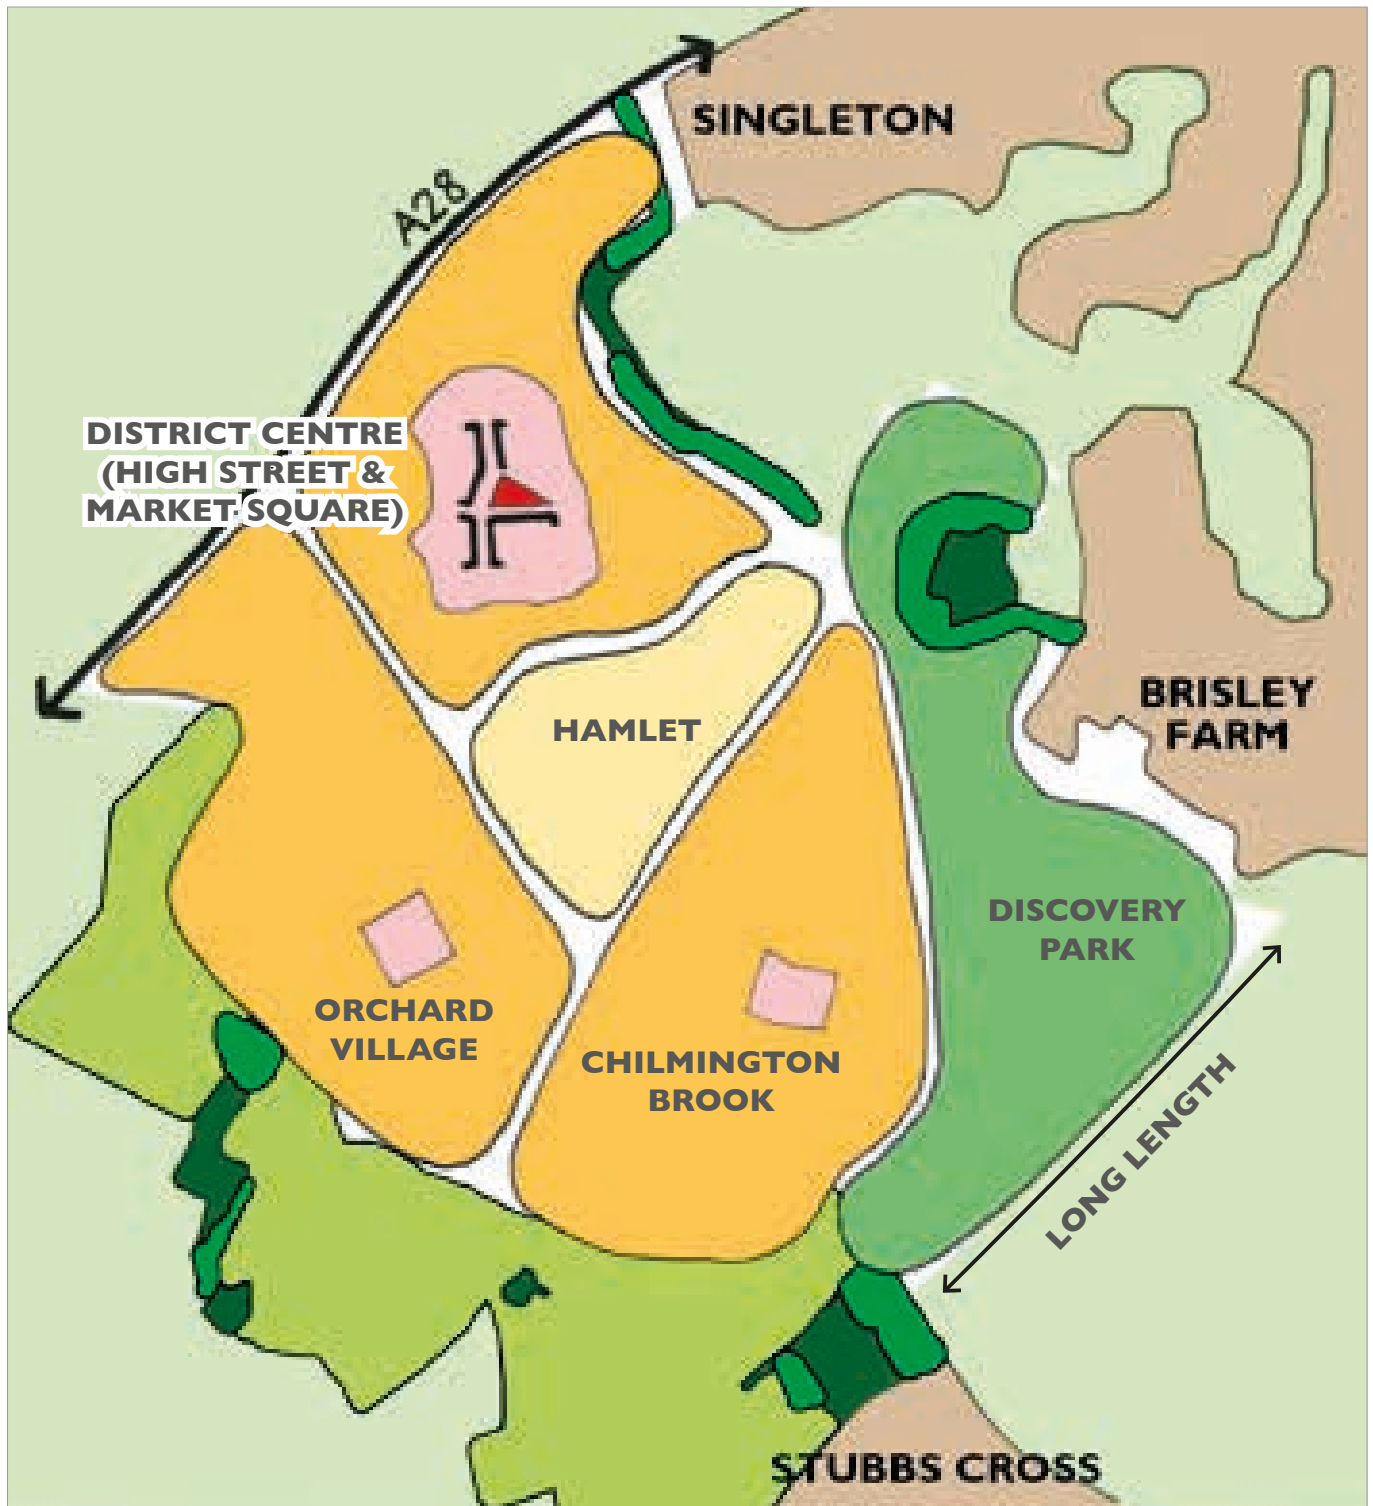 SINGLETON
A28
DISTRICT CENTRE
(HIGH STREET &
MARKET SQUARE)
BRISLEY
FARM
HAMLET
DISCOVERY
PARK
ORCHARD
VILLAGE
CHILMINGTON
BROOK
LONG LENGTH
STUBBS CROSS